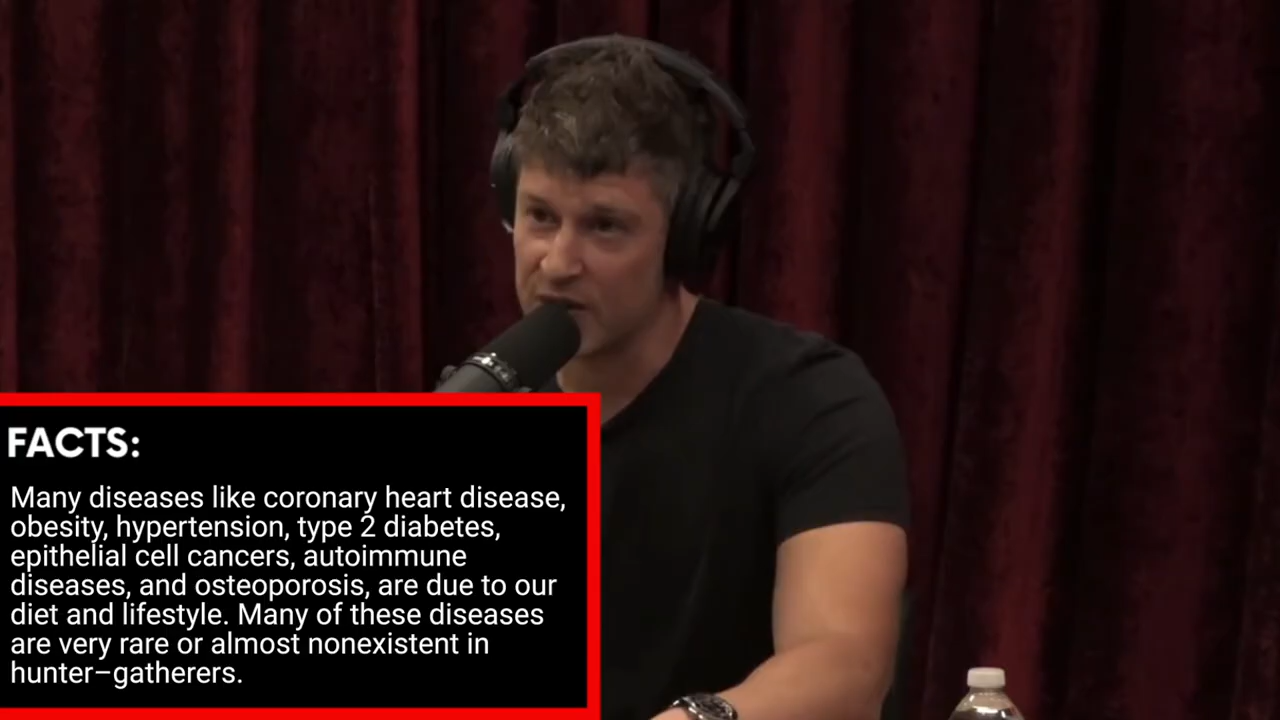 FACTS:
Many diseases like coronary heart disease,
obesity, hypertension, type 2 diabetes,
epithelial cell cancers, autoimmune
diseases, and osteoporosis, are due to our
diet and lifestyle. Many of these diseases
are very rare or almost nonexistent in
hunter–gatherers.